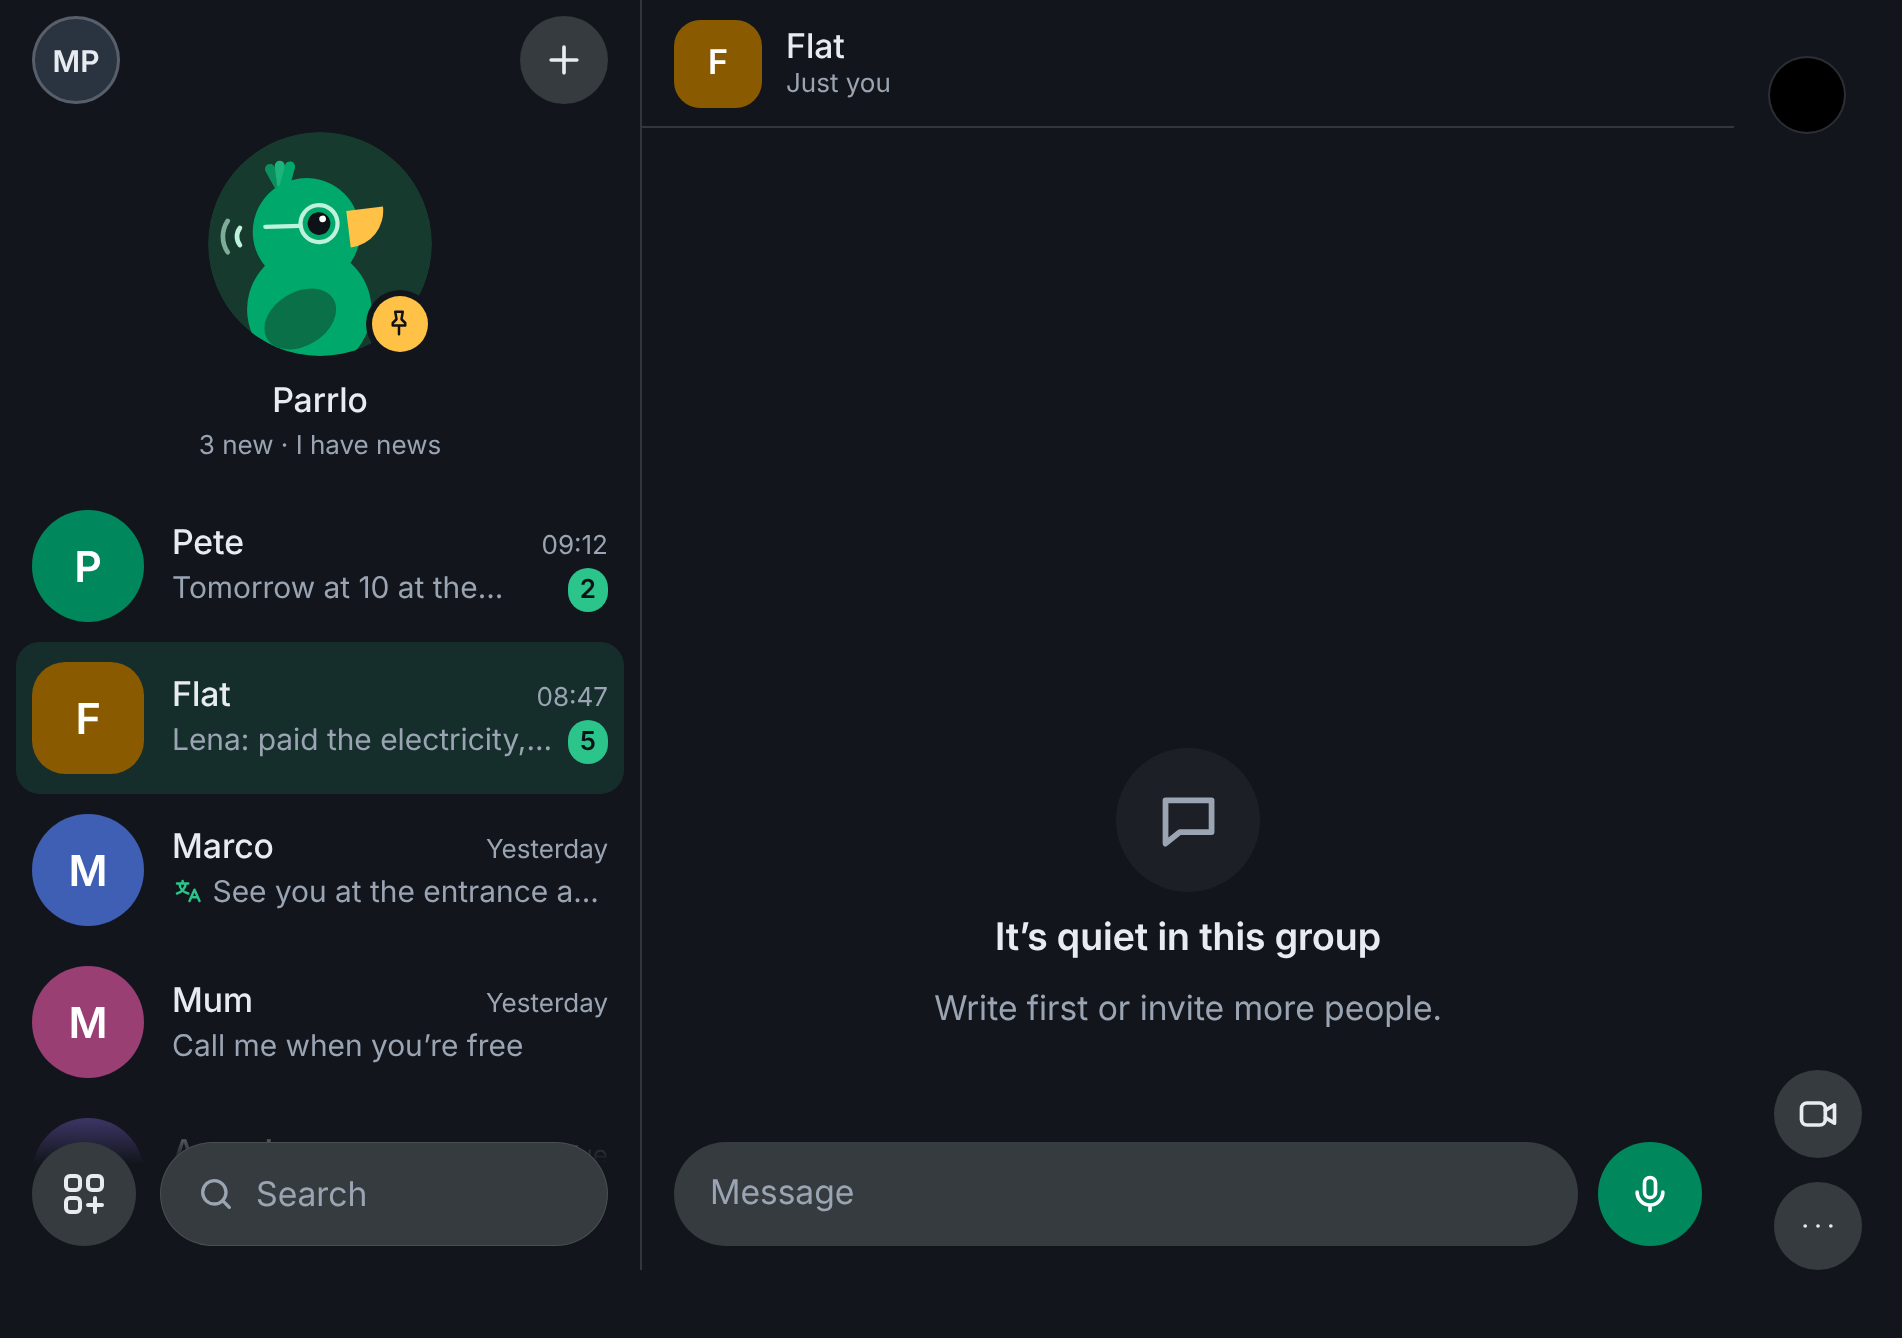 MP
Parrlo
3 new · I have news
P
Pete
09:12
Tomorrow at 10 at the...
2
F
Flat
08:47
Lena: paid the electricity,...
5
M
Marco
Yesterday
See you at the entrance a...
M
Mum
Yesterday
Call me when you’re free
Search
F
Flat
Just you
It’s quiet in this group
Write first or invite more people.
Message